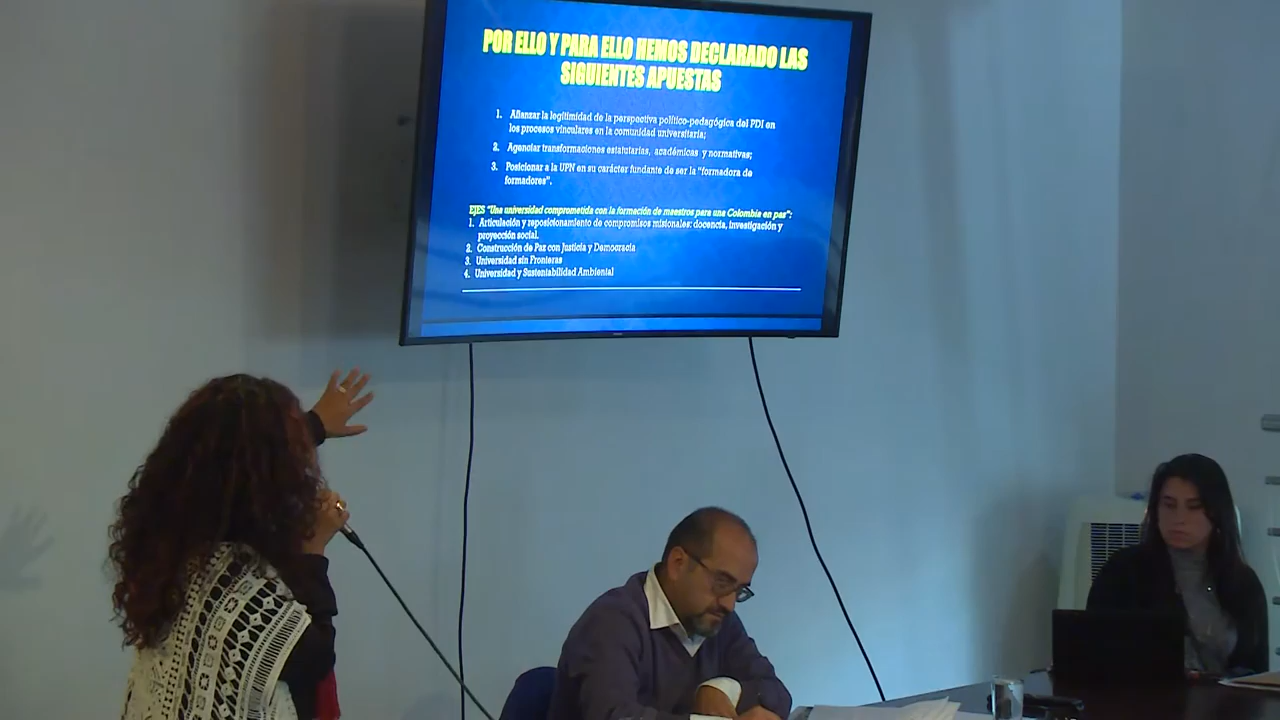 POR ELLO Y PARA ELLO HEMOS DECLARADO LAS
SIGUIENTES APUESTAS
1. Afianzar la legitimidad de la perspectiva político-pedagógica del PDI en
los procesos vinculares en la comunidad universitaria;
2. Agenciar transformaciones estatutarias, académicas y normativas;
3. Posicionar a la UPN en su carácter fundante de ser la "formadora de
formadores".
EJES "Una universidad comprometida con la formación de maestros para una Colombia en paz":
1. Articulación y reposicionamiento de compromisos misionales: docencia, investigación y
proyección social.
2. Construcción de Paz con Justicia y Democracia
3. Universidad sin Fronteras
4. Universidad y Sustentabilidad Ambiental